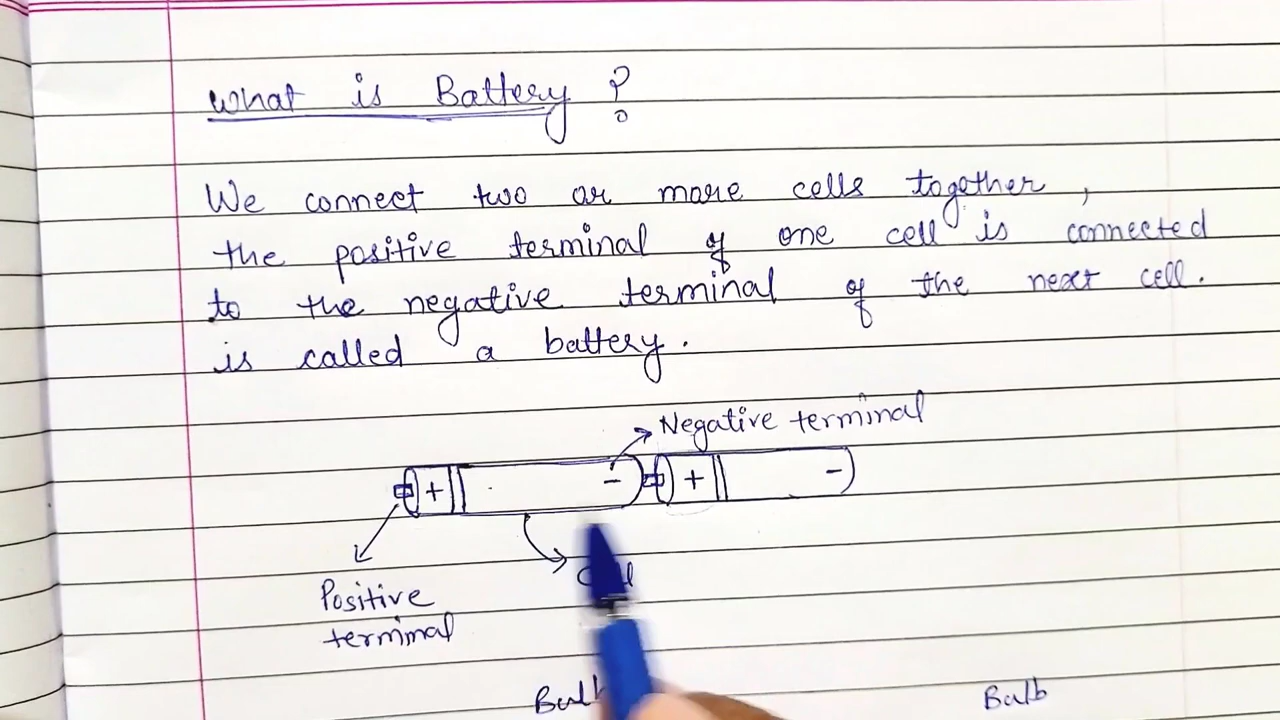 What is Battery ?
We connect two or more cells together,
the positive terminal of one cell is connected
to the negative terminal of the next cell.
is called a battery.
Negative terminal
+ - + -
Positive
terminal
Bulb